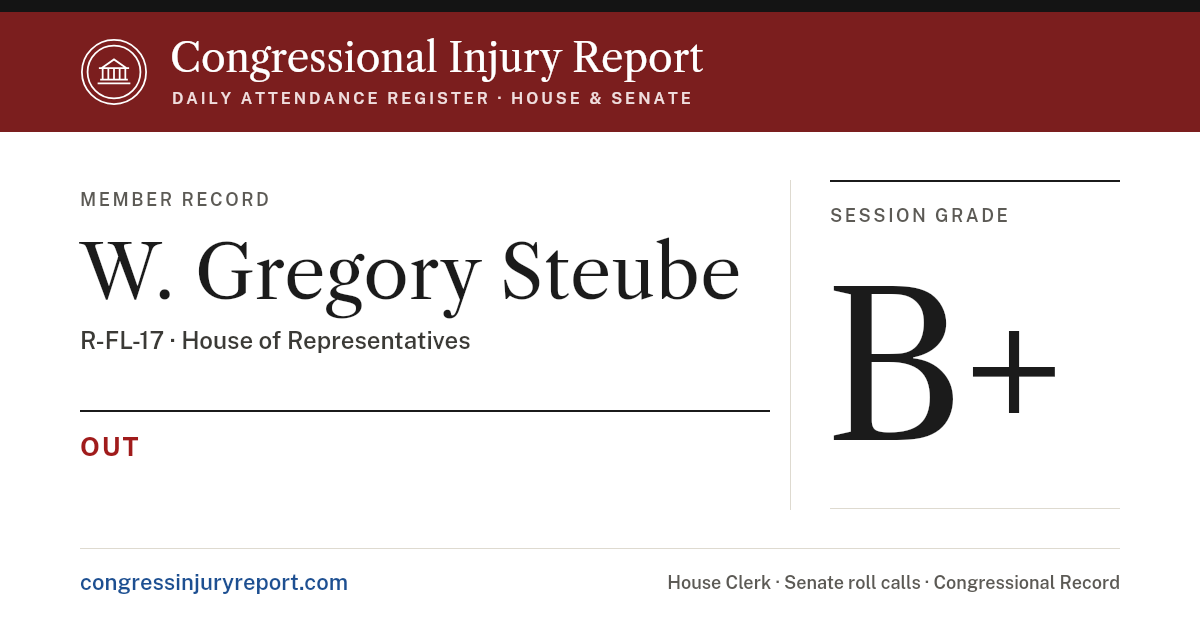 Congressional Injury Report
DAILY ATTENDANCE REGISTER · HOUSE & SENATE
MEMBER RECORD
W. Gregory Steube
R-FL-17 · House of Representatives
OUT
SESSION GRADE
B+
congressinjuryreport.com
House Clerk · Senate roll calls · Congressional Record